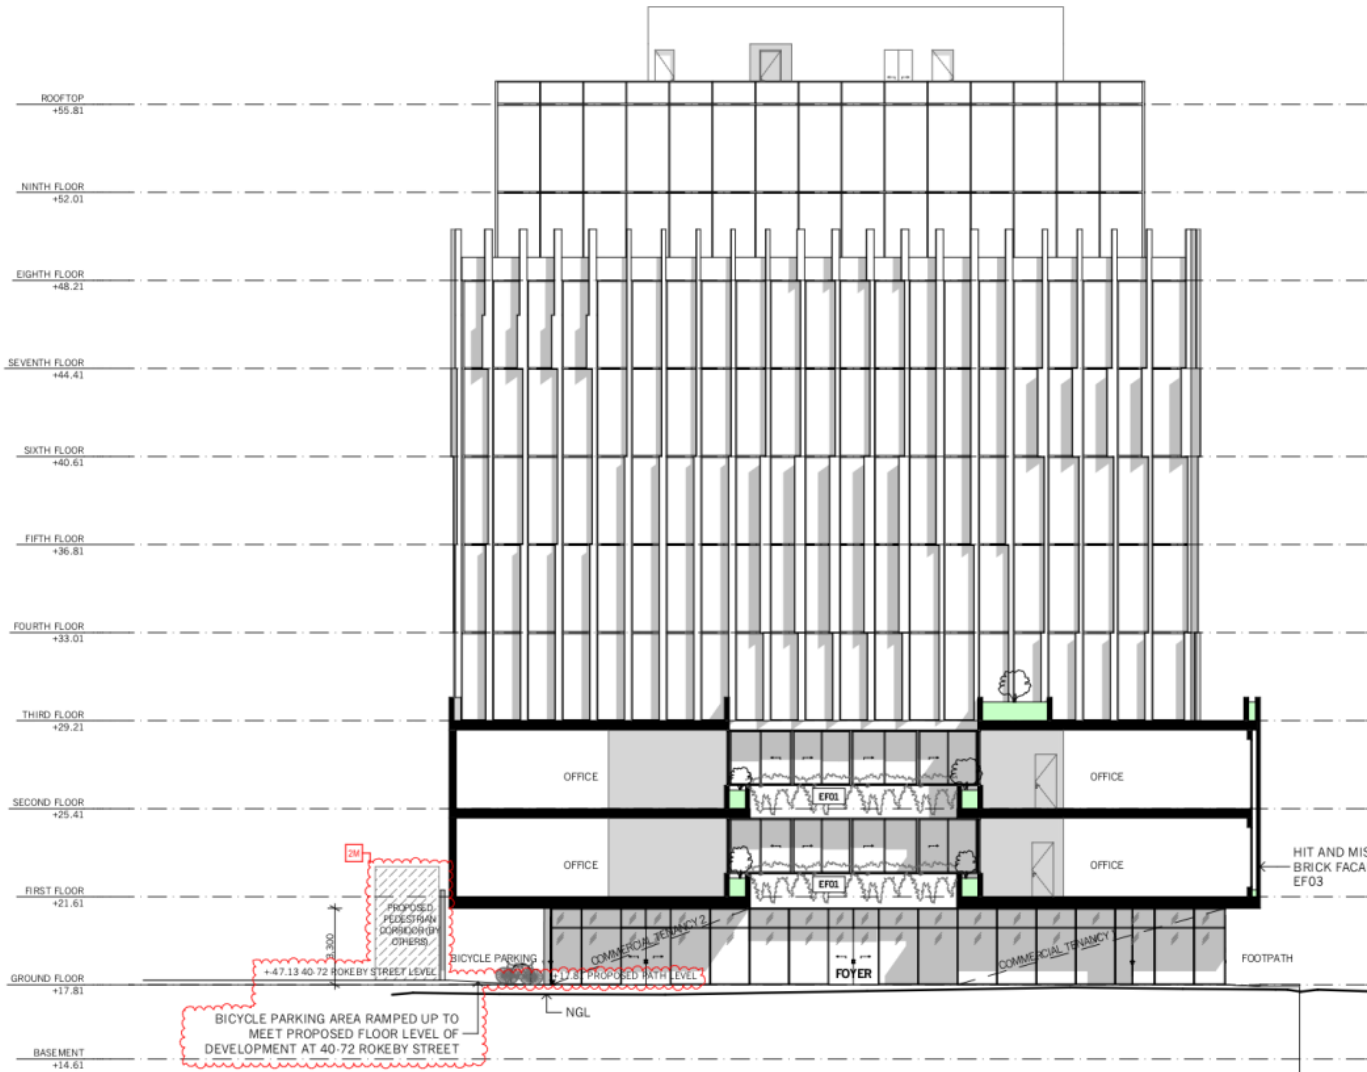 ROOFTOP
+55.81
NINTH FLOOR
+52.01
EIGHTH FLOOR
+48.21
SEVENTH FLOOR
+44.41
SIXTH FLOOR
+40.61
FIFTH FLOOR
+36.81
FOURTH FLOOR
+33.01
THIRD FLOOR
+29.21
OFFICE
OFFICE
EF01
SECOND FLOOR
+25.41
2M
OFFICE
OFFICE
EF01
HIT AND MIS
BRICK FACA
EF03
FIRST FLOOR
+21.61
PROPOSED
PEDESTRIAN
CORRIDOR (BY
OTHERS)
3,300
BICYCLE PARKING
COMMERCIAL TENANCY 2
COMMERCIAL TENANCY
FOOTPATH
40-72 ROKEBY STREET LEVEL
PROPOSED PATH LEVEL
FOYER
GROUND FLOOR
+17.81
NGL
BICYCLE PARKING AREA RAMPED UP TO
MEET PROPOSED FLOOR LEVEL OF
DEVELOPMENT AT 40-72 ROKEBY STREET
BASEMENT
+14.61